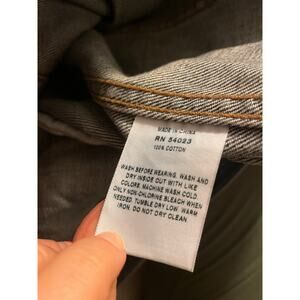 MADE IN CHINA
RN 54023
100% COTTON
WASH BEFORE WEARING. WASH AND
DRY INSIDE OUT WITH LIKE
COLORS. MACHINE WASH COLD.
ONLY NON-CHLORINE BLEACH WHEN
NEEDED. TUMBLE DRY LOW. WARM
IRON. DO NOT DRY CLEAN